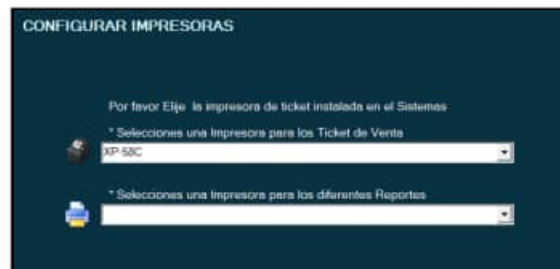 CONFIGURAR IMPRESORAS
Por favor Elije la impresora de ticket instalada en el Sistemas
* Selecciones una Impresora para los Ticket de Venta
XP-58C
* Selecciones una Impresora para los diferentes Reportes